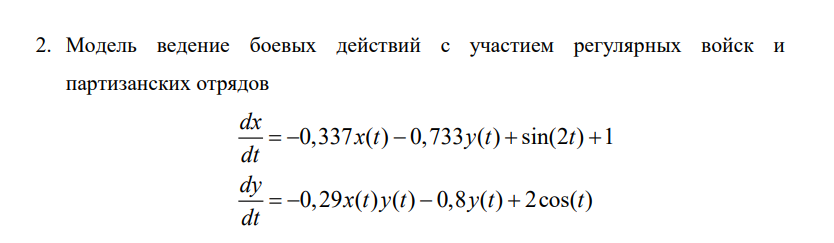 2. Модель ведение боевых действий с участием регулярных войск и
партизанских отрядов
dx/dt = −0,337x(t) − 0,733y(t) + sin(2t) + 1
dy/dt = −0,29x(t)y(t) − 0,8y(t) + 2cos(t)